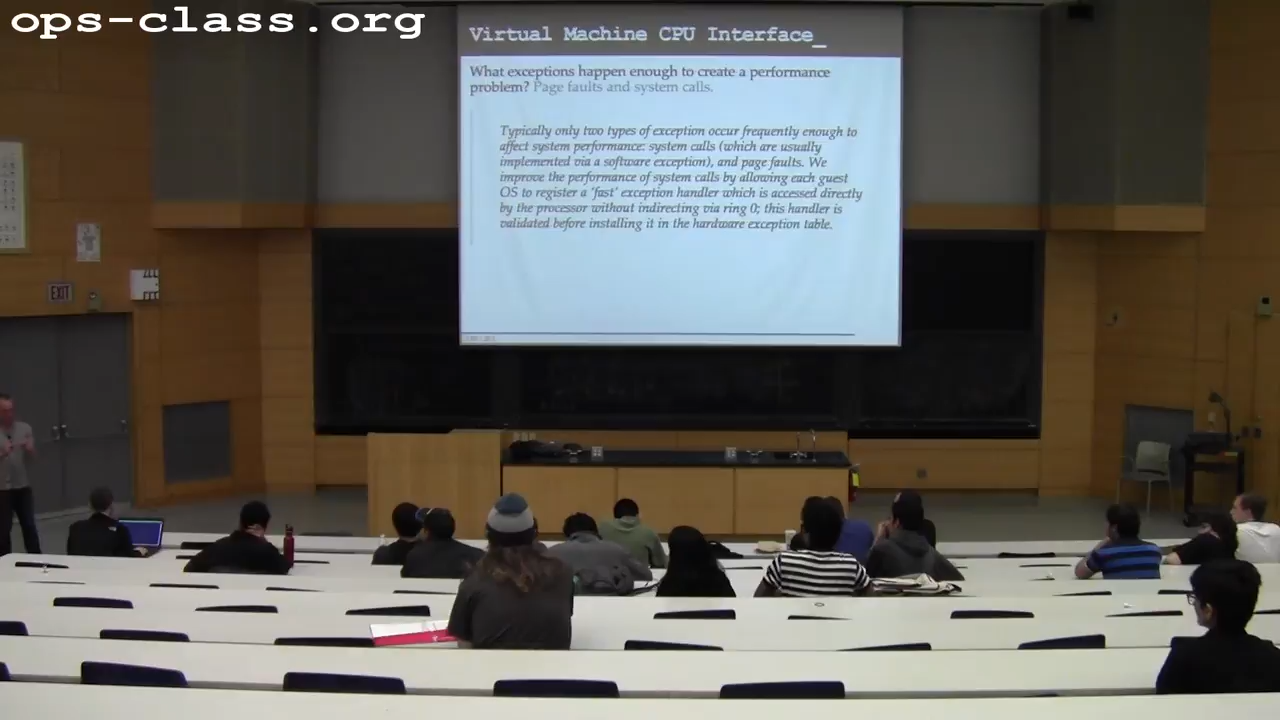 ops-class.org
Virtual Machine CPU Interface_
What exceptions happen enough to create a performance
problem? Page faults and system calls.
Typically only two types of exception occur frequently enough to
affect system performance: system calls (which are usually
implemented via a software exception), and page faults. We
improve the performance of system calls by allowing each guest
OS to register a ‘fast’ exception handler which is accessed directly
by the processor without indirecting via ring 0; this handler is
validated before installing it in the hardware exception table.
EXIT